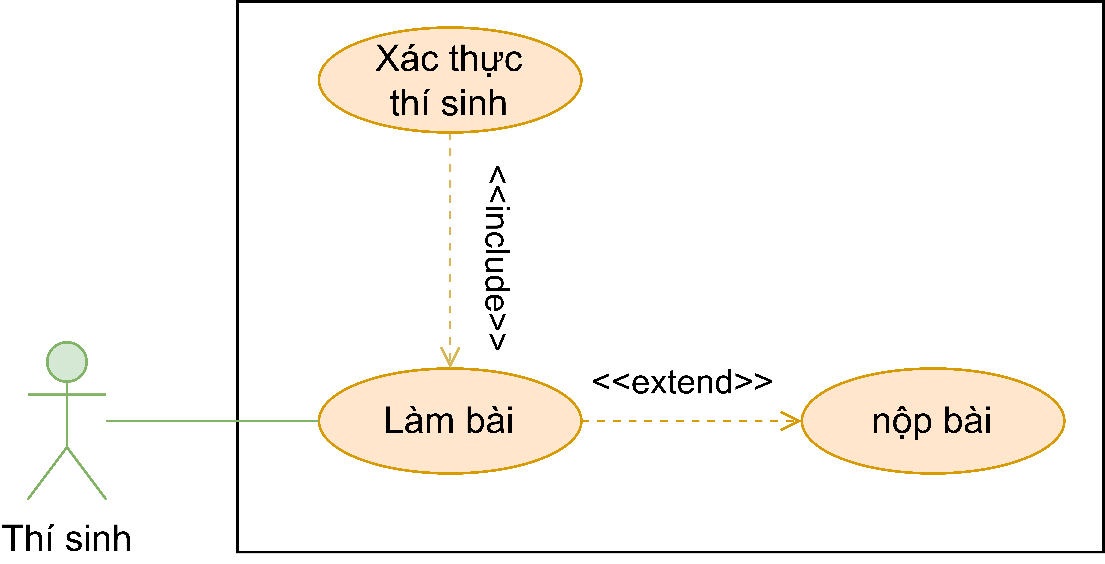 Xác thực
thí sinh
<<include>>
<<extend>>
Làm bài
nộp bài
Thí sinh